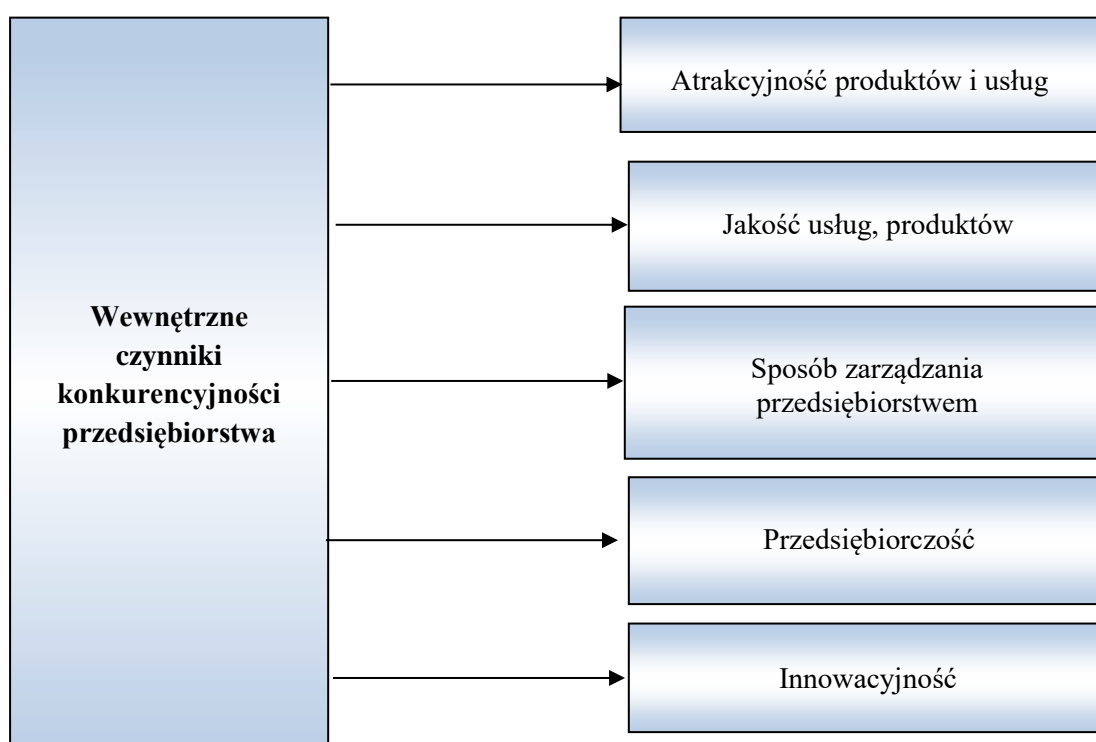 Wewnętrzne
czynniki
konkurencyjności
przedsiębiorstwa
Atrakcyjność produktów i usług
Jakość usług, produktów
Sposób zarządzania
przedsiębiorstwem
Przedsiębiorczość
Innowacyjność